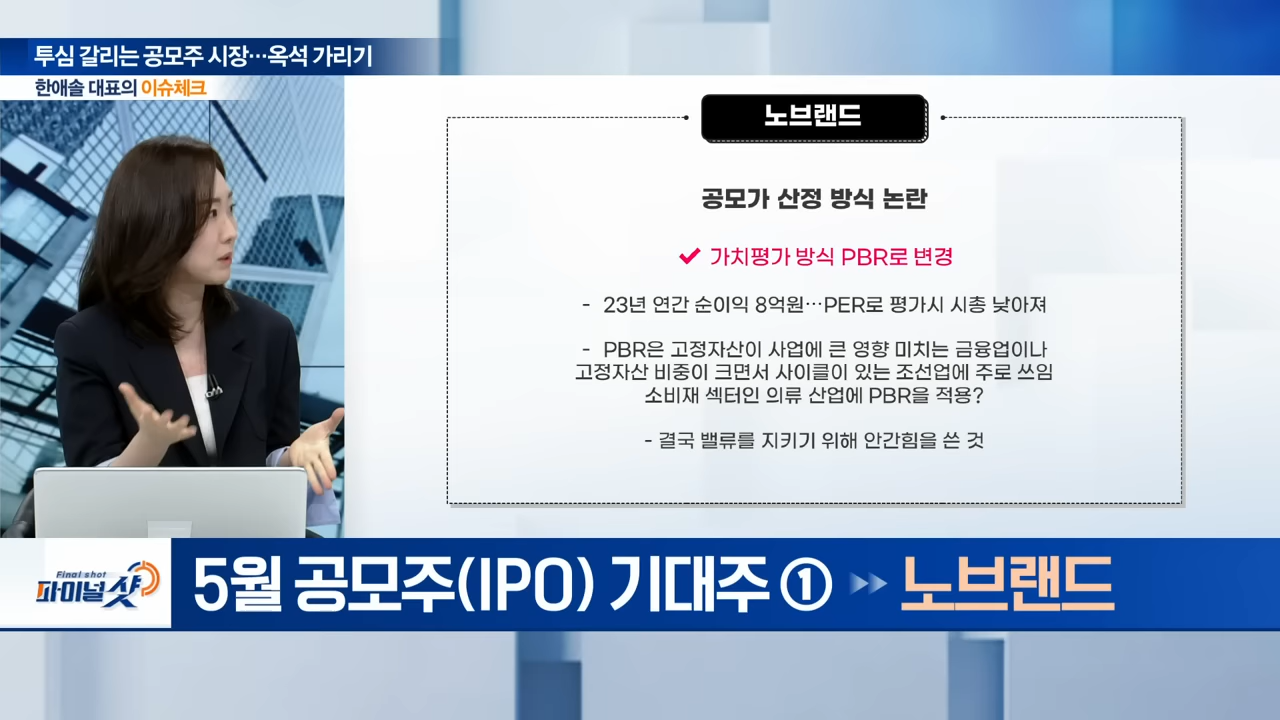 투심 갈리는 공모주 시장…옥석 가리기
한애솔 대표의 이슈체크
노브랜드
공모가 산정 방식 논란
✔ 가치평가 방식 PBR로 변경
- 23년 연간 순이익 8억원…PER로 평가시 시총 낮아져
- PBR은 고정자산이 사업에 큰 영향 미치는 금융업이나
고정자산 비중이 크면서 사이클이 있는 조선업에 주로 쓰임
소비재 섹터인 의류 산업에 PBR을 적용?
- 결국 밸류를 지키기 위해 안간힘을 쓴 것
Final shot
파이널샷
5월 공모주(IPO) 기대주 ① ▶▶ 노브랜드